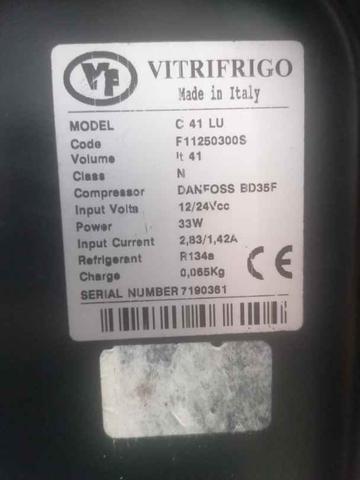 VF
VITRIFRIGO
Made in Italy
MODEL C 41 LU
Code F11250300S
Volume lt 41
Class N
Compressor DANFOSS BD35F
Input Volts 12/24Vcc
Power 33W
Input Current 2,83/1,42A
Refrigerant R134a
Charge 0,065Kg
CE
SERIAL NUMBER 7190361